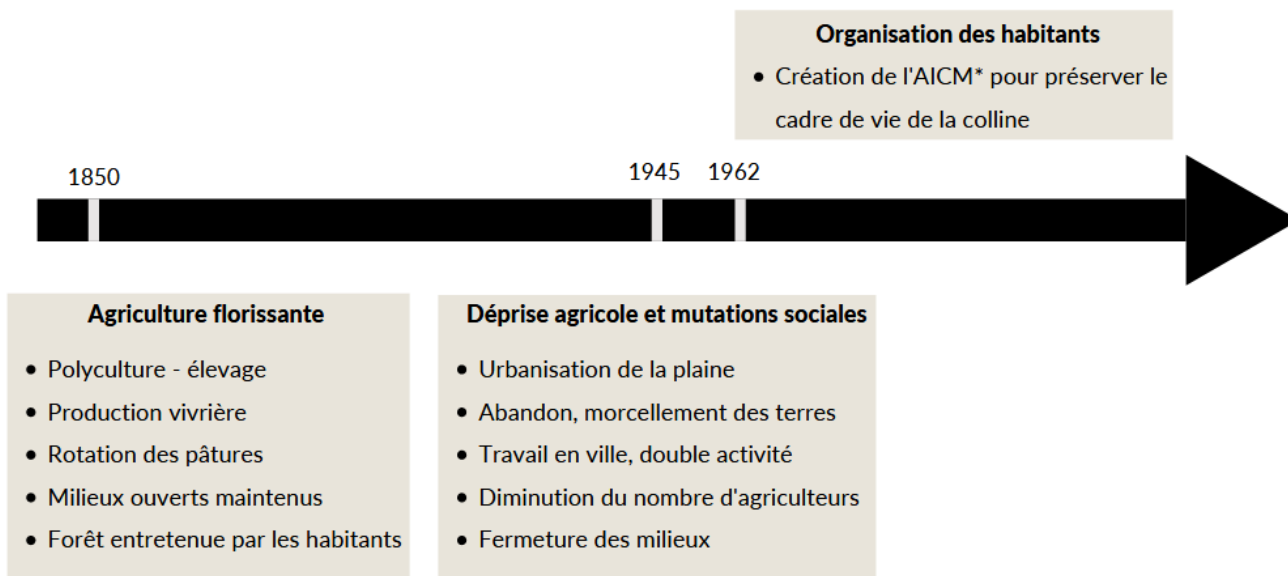 Organisation des habitants
• Création de l'AICM* pour préserver le
cadre de vie de la colline
1850
1945
1962
Agriculture florissante
• Polyculture - élevage
• Production vivrière
• Rotation des pâtures
• Milieux ouverts maintenus
• Forêt entretenue par les habitants
Déprise agricole et mutations sociales
• Urbanisation de la plaine
• Abandon, morcellement des terres
• Travail en ville, double activité
• Diminution du nombre d'agriculteurs
• Fermeture des milieux